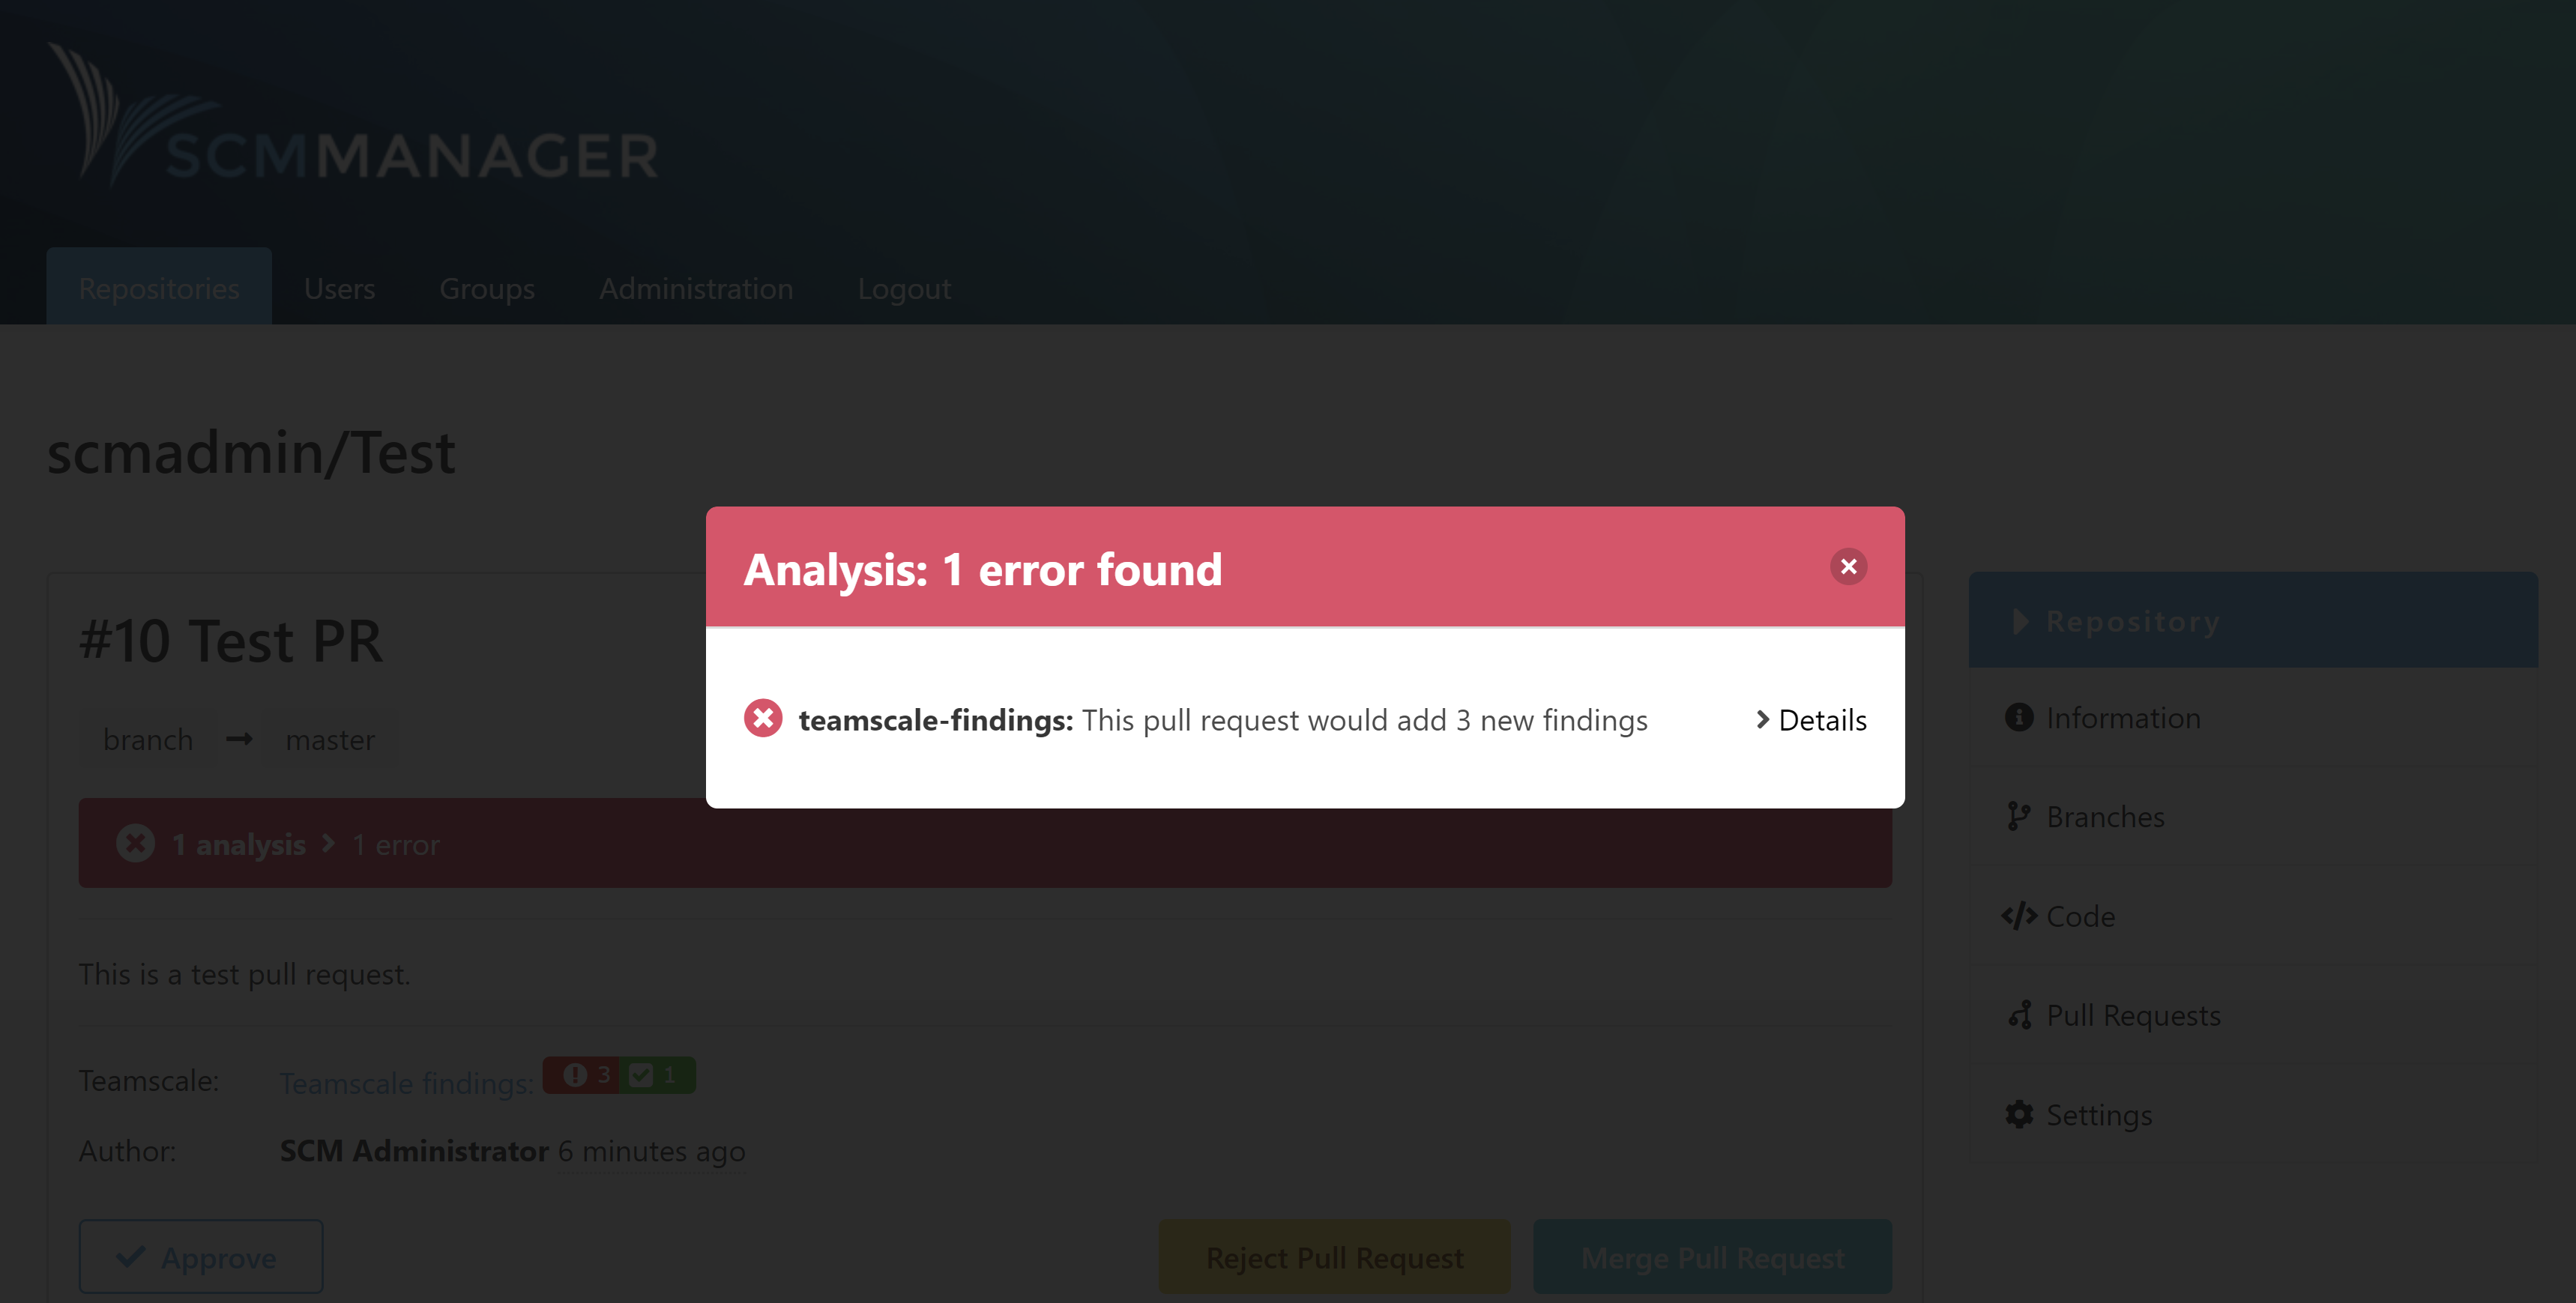 SCMMANAGER
Repositories Users Groups Administration Logout
scmadmin/Test
Analysis: 1 error found
teamscale-findings: This pull request would add 3 new findings Details
#10 Test PR
branch master
1 analysis 1 error
This is a test pull request.
Teamscale: Teamscale findings: 3 1
Author: SCM Administrator 6 minutes ago
Approve Reject Pull Request Merge Pull Request
Repository
Information
Branches
Code
Pull Requests
Settings